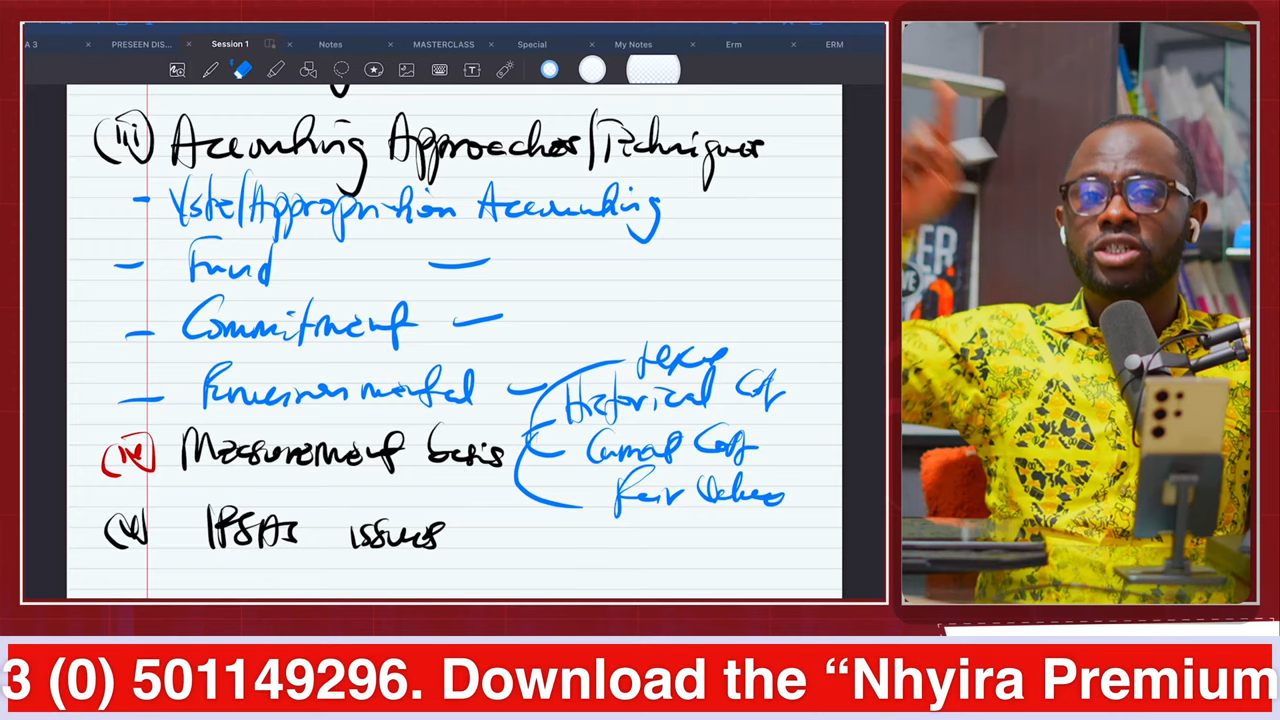 A 3 PRESEEN DIS... Session 1 Notes MASTERCLASS Special My Notes Erm ERM
(iii) Accounting Approaches/Techniques
- Vote/Appropriation Accounting
- Fund —
- Commitment —
- Environmental -
Historical Cost
(iv) Measurement basis
Current Cost
Fair Values
(v) IPSAS issues
ER
3 (0) 501149296. Download the “Nhyira Premium